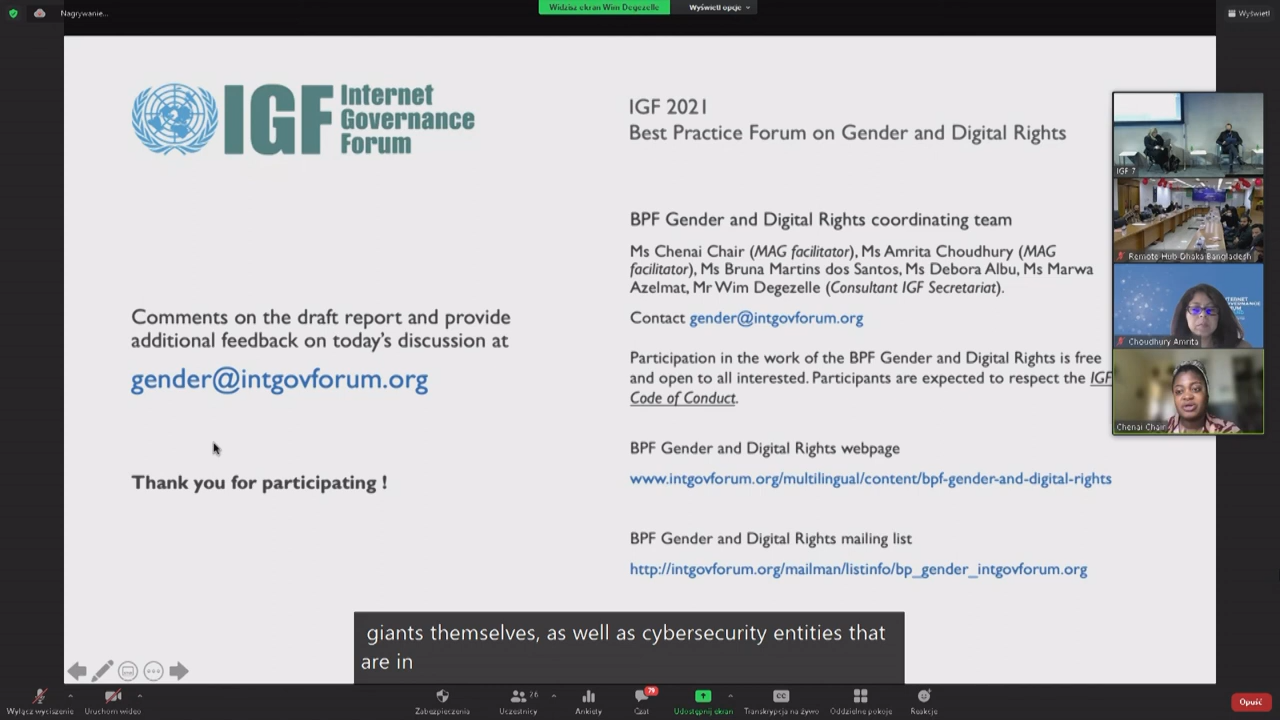 Nagrywanie...
Widzisz ekran Wim Degezelle
Wyświetl opcje
Wyświetl
IGF Internet
Governance
Forum
Comments on the draft report and provide
additional feedback on today's discussion at
gender@intgovforum.org
Thank you for participating !
IGF 2021
Best Practice Forum on Gender and Digital Rights
BPF Gender and Digital Rights coordinating team
Ms Chenai Chair (MAG facilitator), Ms Amrita Choudhury (MAG
facilitator), Ms Bruna Martins dos Santos, Ms Debora Albu, Ms Marwa
Azelmat, Mr Wim Degezelle (Consultant IGF Secretariat).
Contact gender@intgovforum.org
Participation in the work of the BPF Gender and Digital Rights is free
and open to all interested. Participants are expected to respect the IGF
Code of Conduct.
BPF Gender and Digital Rights webpage
www.intgovforum.org/multilingual/content/bpf-gender-and-digital-rights
BPF Gender and Digital Rights mailing list
http://intgovforum.org/mailman/listinfo/bp_gender_intgovforum.org
IGF 7
Remote Hub Dhaka Bangladesh
Choudhury Amrita
Chenai Chair
giants themselves, as well as cybersecurity entities that
are in
Wyłącz wyciszenie
Uruchom wideo
Zabezpieczenia
Uczestnicy
26
Ankiety
Czat
79
Udostępnij ekran
CC
Transkrypcja na żywo
Oddzielne pokoje
Reakcje
Opuść